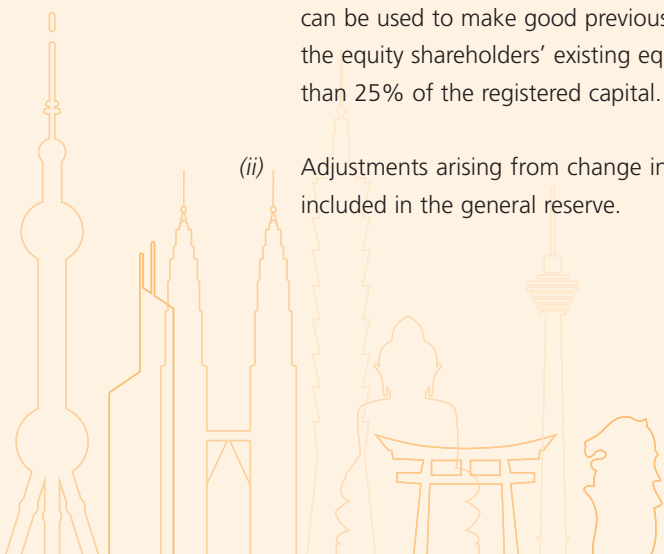 can be used to make good previous
the equity shareholders’ existing eq
than 25% of the registered capital.
(ii) Adjustments arising from change in
included in the general reserve.